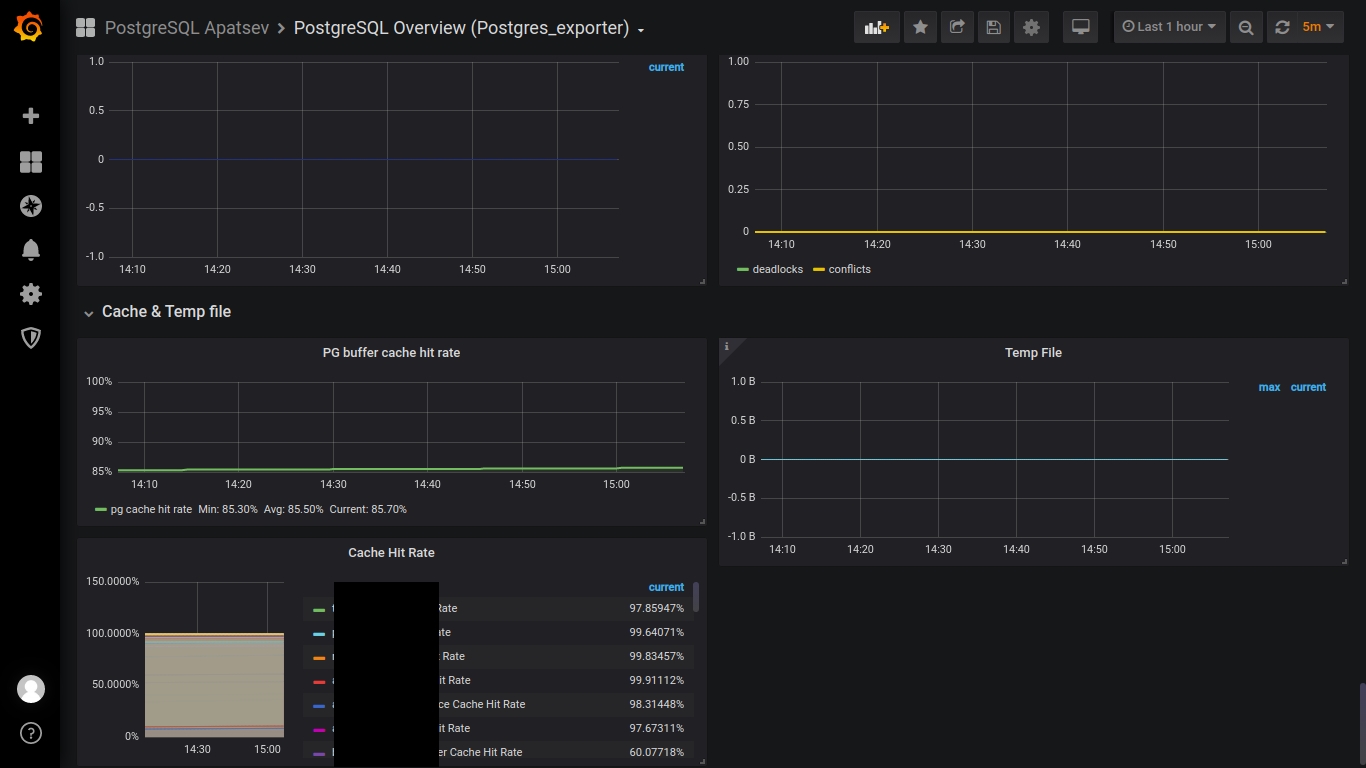 PostgreSQL Apatsev > PostgreSQL Overview (Postgres_exporter)
Last 1 hour
5m
1.0
0.5
0
-0.5
-1.0
14:10 14:20 14:30 14:40 14:50 15:00
current
1.00
0.75
0.50
0.25
0
14:10 14:20 14:30 14:40 14:50 15:00
deadlocks conflicts
Cache & Temp file
PG buffer cache hit rate
100%
95%
90%
85%
14:10 14:20 14:30 14:40 14:50 15:00
pg cache hit rate Min: 85.30% Avg: 85.50% Current: 85.70%
i
Temp File
1.0 B
0.5 B
0 B
-0.5 B
-1.0 B
14:10 14:20 14:30 14:40 14:50 15:00
max current
Cache Hit Rate
150.0000%
100.0000%
50.0000%
0%
14:30 15:00
current
Rate 97.85947%
99.64071%
Rate 99.83457%
Rate 99.91112%
Cache Hit Rate 98.31448%
Rate 97.67311%
Cache Hit Rate 60.07718%
?